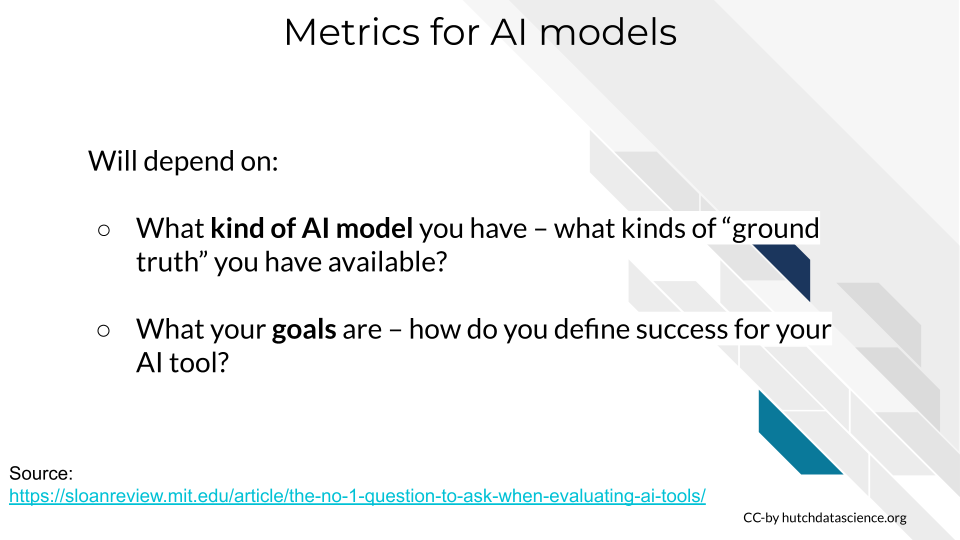 Metrics for AI models
Will depend on:
○ What kind of AI model you have – what kinds of “ground
truth” you have available?
○ What your goals are – how do you define success for your
AI tool?
Source:
https://sloanreview.mit.edu/article/the-no-1-question-to-ask-when-evaluating-ai-tools/
CC-by hutchdatascience.org